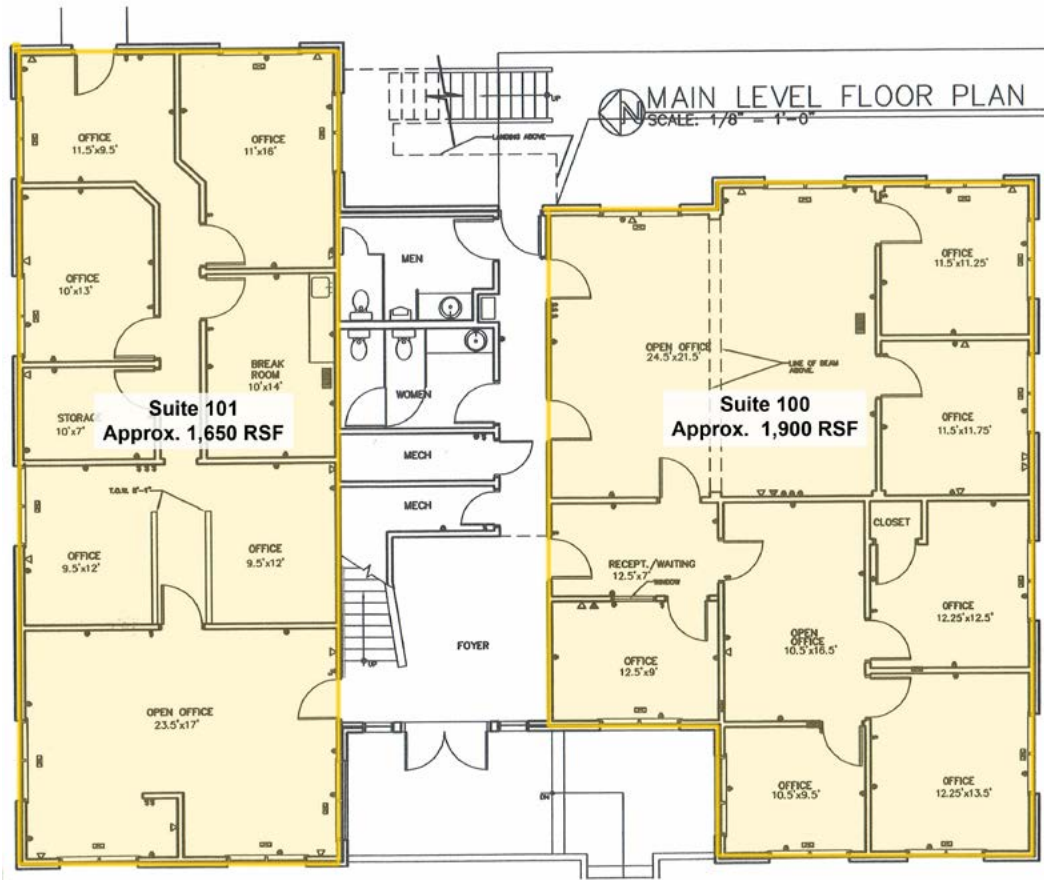 MAIN LEVEL FLOOR PLAN
SCALE: 1/8" = 1'-0"
N
UP
LANDING ABOVE
OFFICE
11.5'x9.5'
OFFICE
11'x16'
OFFICE
10'x13'
BREAK
ROOM
10'x14'
STORAGE
10'x7'
Suite 101
Approx. 1,650 RSF
T.O.W. 8'-1"
OFFICE
9.5'x12'
OFFICE
9.5'x12'
OPEN OFFICE
23.5'x17'
MEN
WOMEN
MECH
MECH
UP
FOYER
DN
OPEN OFFICE
24.5'x21.5'
LINE OF BEAM
ABOVE
Suite 100
Approx. 1,900 RSF
OFFICE
11.5'x11.25'
OFFICE
11.5'x11.75'
RECEPT./WAITING
12.5'x7'
WINDOW
OFFICE
12.5'x9'
CLOSET
OPEN
OFFICE
10.5'x16.5'
OFFICE
12.25'x12.5'
OFFICE
10.5'x9.5'
OFFICE
12.25'x13.5'